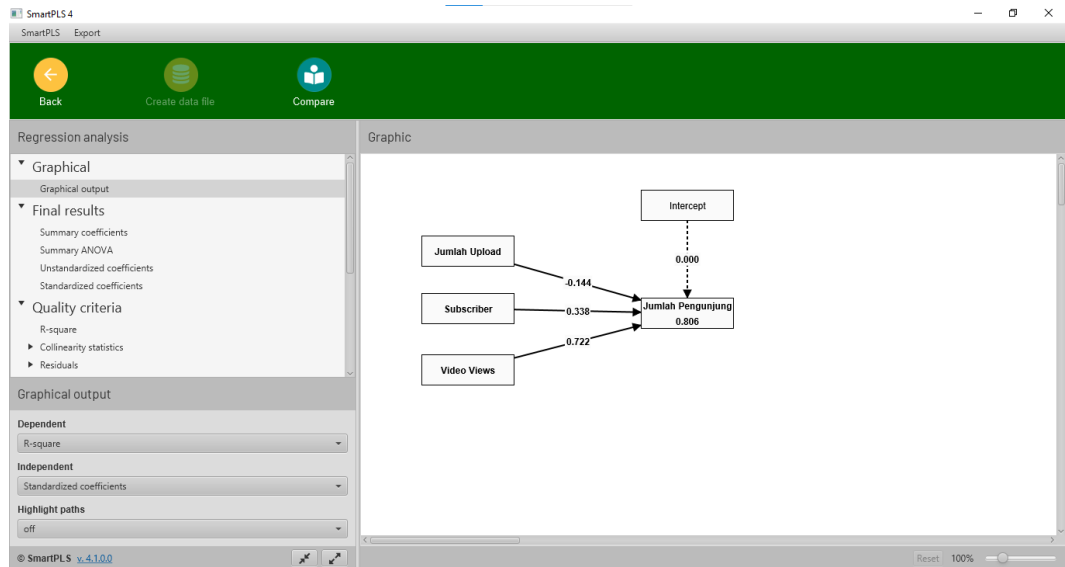 SmartPLS 4
SmartPLS Export
Back
Create data file
Compare
Regression analysis
Graphical
Graphical output
Final results
Summary coefficients
Summary ANOVA
Unstandardized coefficients
Standardized coefficients
Quality criteria
R-square
Collinearity statistics
Residuals
Graphical output
Dependent
R-square
Independent
Standardized coefficients
Highlight paths
off
© SmartPLS v. 4.1.0.0
Graphic
Intercept
Jumlah Upload
0.000
-0.144
Subscriber
0.338
Jumlah Pengunjung
0.806
0.722
Video Views
Reset 100%